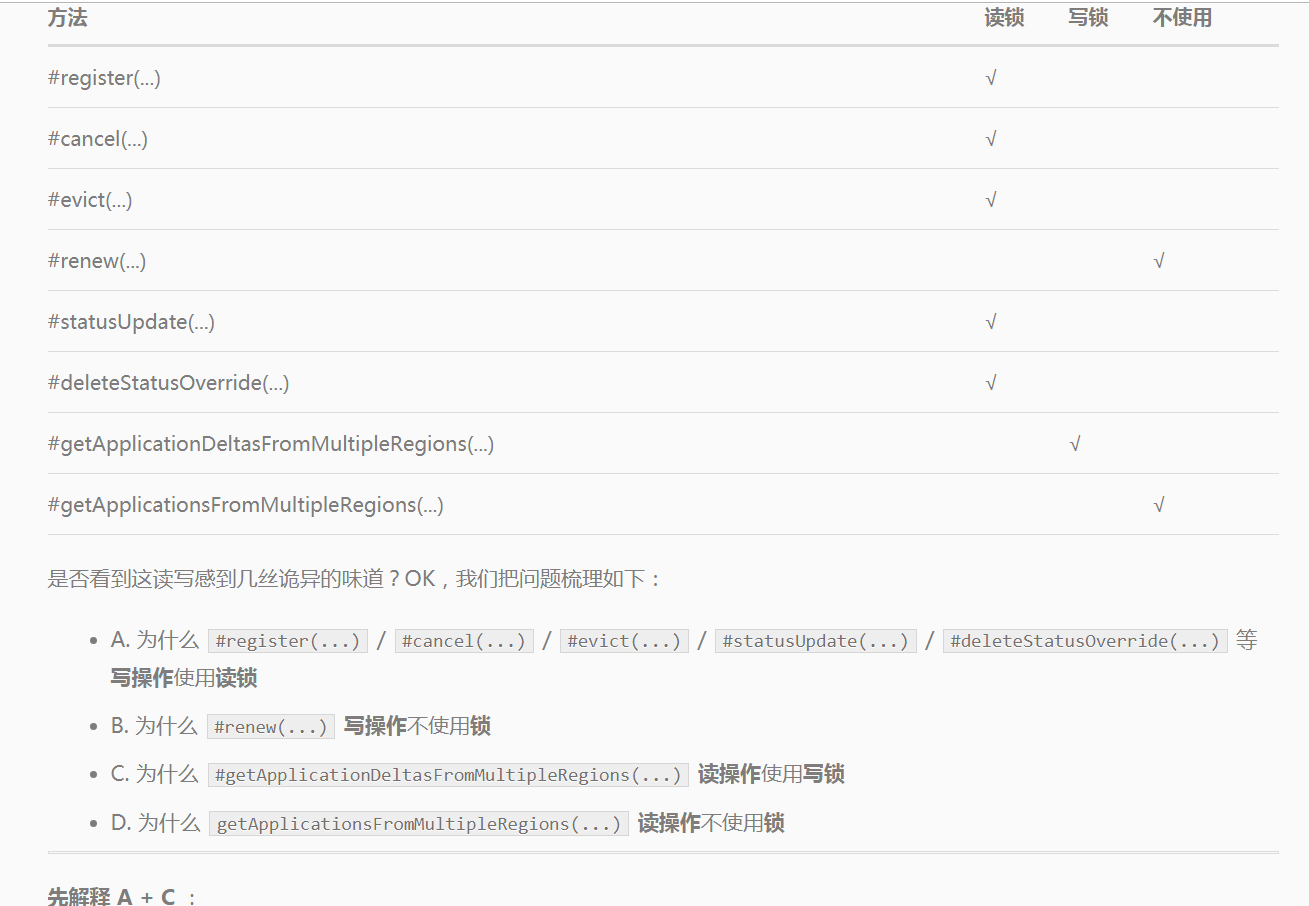 方法 读锁 写锁 不使用
#register(...) √
#cancel(...) √
#evict(...) √
#renew(...) √
#statusUpdate(...) √
#deleteStatusOverride(...) √
#getApplicationDeltasFromMultipleRegions(...) √
#getApplicationsFromMultipleRegions(...) √
是否看到这读写感到几丝诡异的味道？OK，我们把问题梳理如下：
• A. 为什么 #register(...) / #cancel(...) / #evict(...) / #statusUpdate(...) / #deleteStatusOverride(...) 等
写操作使用读锁
• B. 为什么 #renew(...) 写操作不使用锁
• C. 为什么 #getApplicationDeltasFromMultipleRegions(...) 读操作使用写锁
• D. 为什么 getApplicationsFromMultipleRegions(...) 读操作不使用锁
先解释 A + C ：